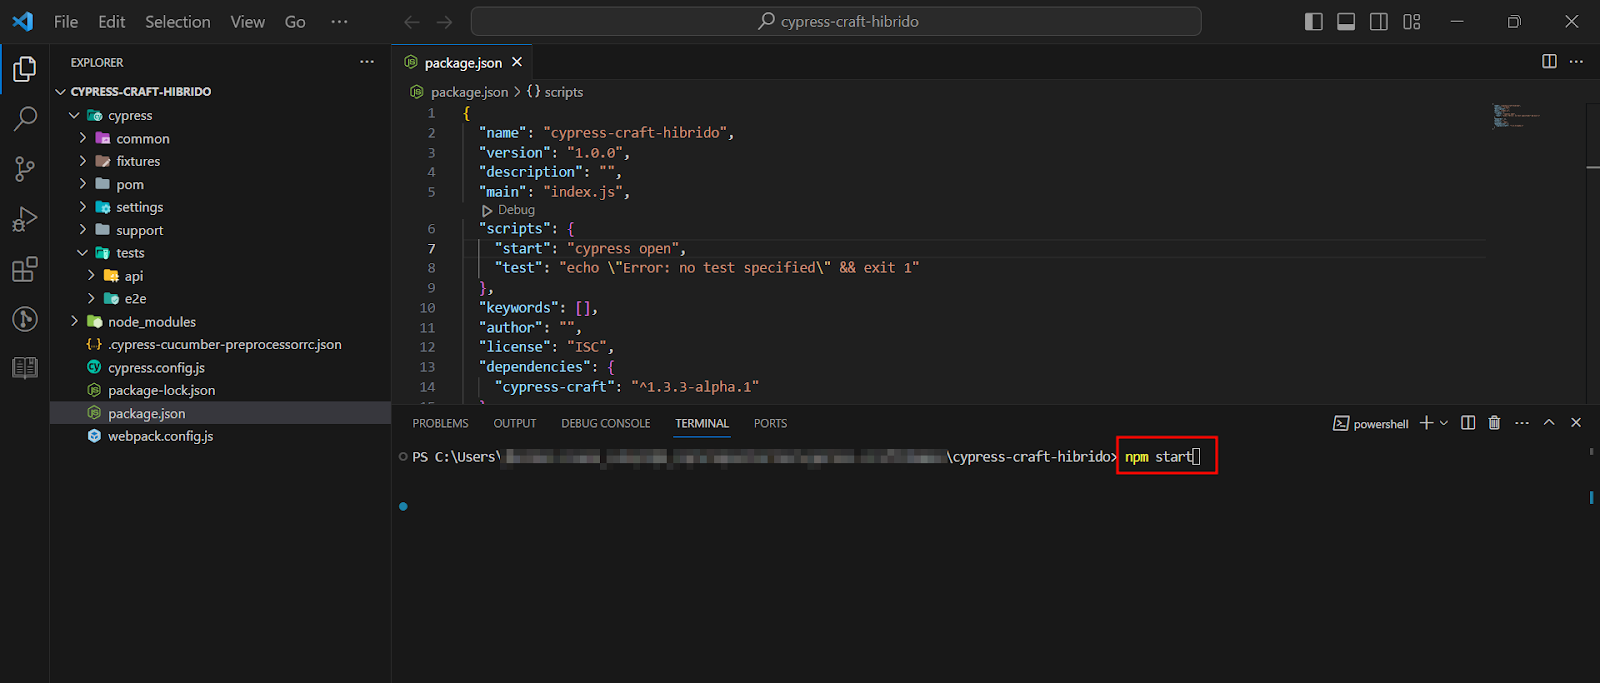 File Edit Selection View Go ···
cypress-craft-hibrido
EXPLORER
CYPRESS-CRAFT-HIBRIDO
cypress
common
fixtures
pom
settings
support
tests
api
e2e
node_modules
.cypress-cucumber-preprocessorrc.json
cypress.config.js
package-lock.json
package.json
webpack.config.js
package.json
package.json > {} scripts
1 {
2 "name": "cypress-craft-hibrido",
3 "version": "1.0.0",
4 "description": "",
5 "main": "index.js",
Debug
6 "scripts": {
7 "start": "cypress open",
8 "test": "echo \"Error: no test specified\" && exit 1"
9 },
10 "keywords": [],
11 "author": "",
12 "license": "ISC",
13 "dependencies": {
14 "cypress-craft": "^1.3.3-alpha.1"
PROBLEMS OUTPUT DEBUG CONSOLE TERMINAL PORTS
powershell
PS C:\Users\ \cypress-craft-hibrido> npm start